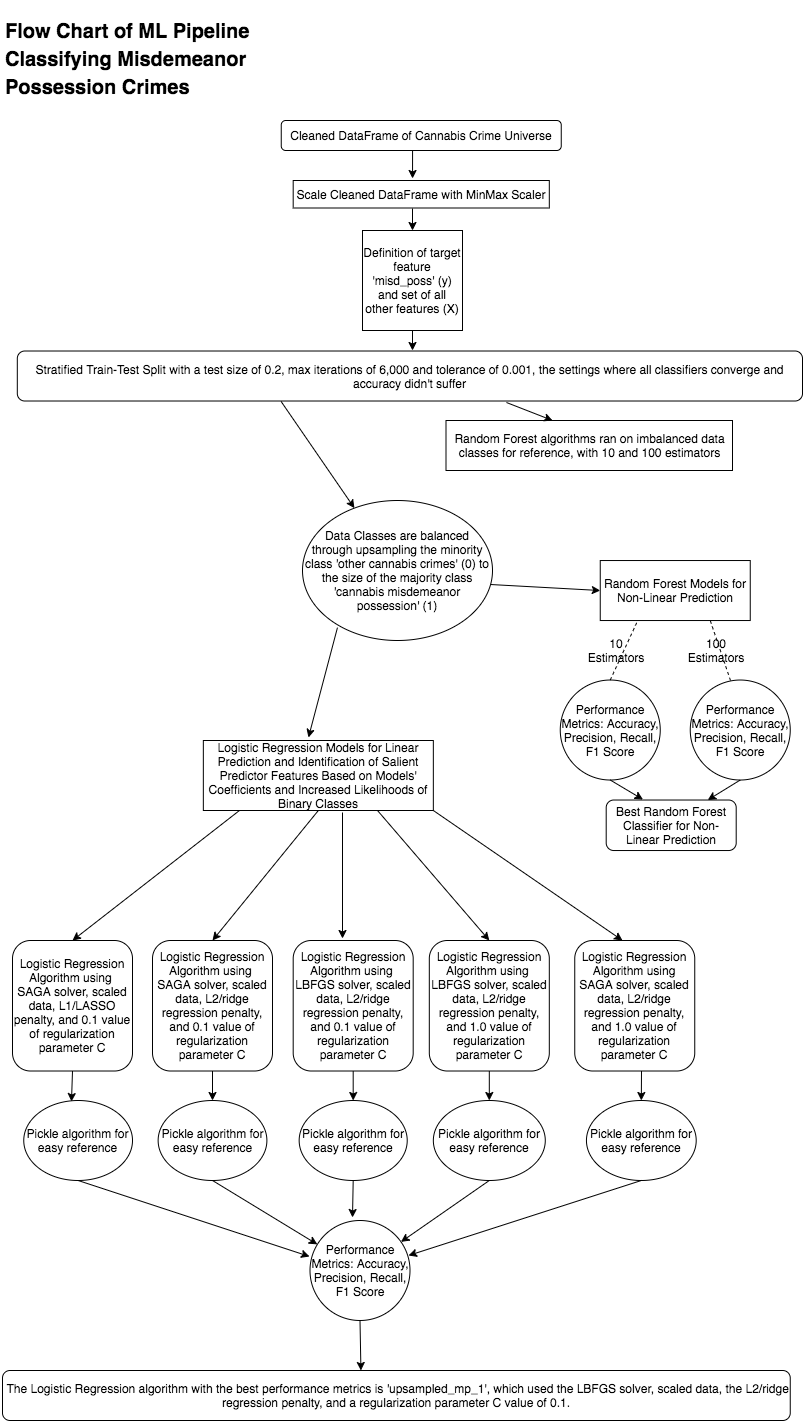 Flow Chart of ML Pipeline
Classifying Misdemeanor
Possession Crimes
Cleaned DataFrame of Cannabis Crime Universe
Scale Cleaned DataFrame with MinMax Scaler
Definition of target
feature
'misd_poss' (y)
and set of all
other features (X)
Stratified Train-Test Split with a test size of 0.2, max iterations of 6,000 and tolerance of 0.001, the settings where all classifiers converge and
accuracy didn't suffer
Random Forest algorithms ran on imbalanced data
classes for reference, with 10 and 100 estimators
Data Classes are balanced
through upsampling the minority
class 'other cannabis crimes' (0) to
the size of the majority class
'cannabis misdemeanor
possession' (1)
Random Forest Models for
Non-Linear Prediction
10
Estimators
100
Estimators
Performance
Metrics: Accuracy,
Precision, Recall,
F1 Score
Performance
Metrics: Accuracy,
Precision, Recall,
F1 Score
Best Random Forest
Classifier for Non-
Linear Prediction
Logistic Regression Models for Linear
Prediction and Identification of Salient
Predictor Features Based on Models'
Coefficients and Increased Likelihoods of
Binary Classes
Logistic Regression
Algorithm using
SAGA solver, scaled
data, L1/LASSO
penalty, and 0.1 value
of regularization
parameter C
Logistic Regression
Algorithm using
SAGA solver, scaled
data, L2/ridge
regression penalty,
and 0.1 value of
regularization
parameter C
Logistic Regression
Algorithm using
LBFGS solver, scaled
data, L2/ridge
regression penalty,
and 0.1 value of
regularization
parameter C
Logistic Regression
Algorithm using
LBFGS solver, scaled
data, L2/ridge
regression penalty,
and 1.0 value of
regularization
parameter C
Logistic Regression
Algorithm using
SAGA solver, scaled
data, L2/ridge
regression penalty,
and 1.0 value of
regularization
parameter C
Pickle algorithm for
easy reference
Pickle algorithm for
easy reference
Pickle algorithm for
easy reference
Pickle algorithm for
easy reference
Pickle algorithm for
easy reference
Performance
Metrics: Accuracy,
Precision, Recall,
F1 Score
The Logistic Regression algorithm with the best performance metrics is 'upsampled_mp_1', which used the LBFGS solver, scaled data, the L2/ridge
regression penalty, and a regularization parameter C value of 0.1.